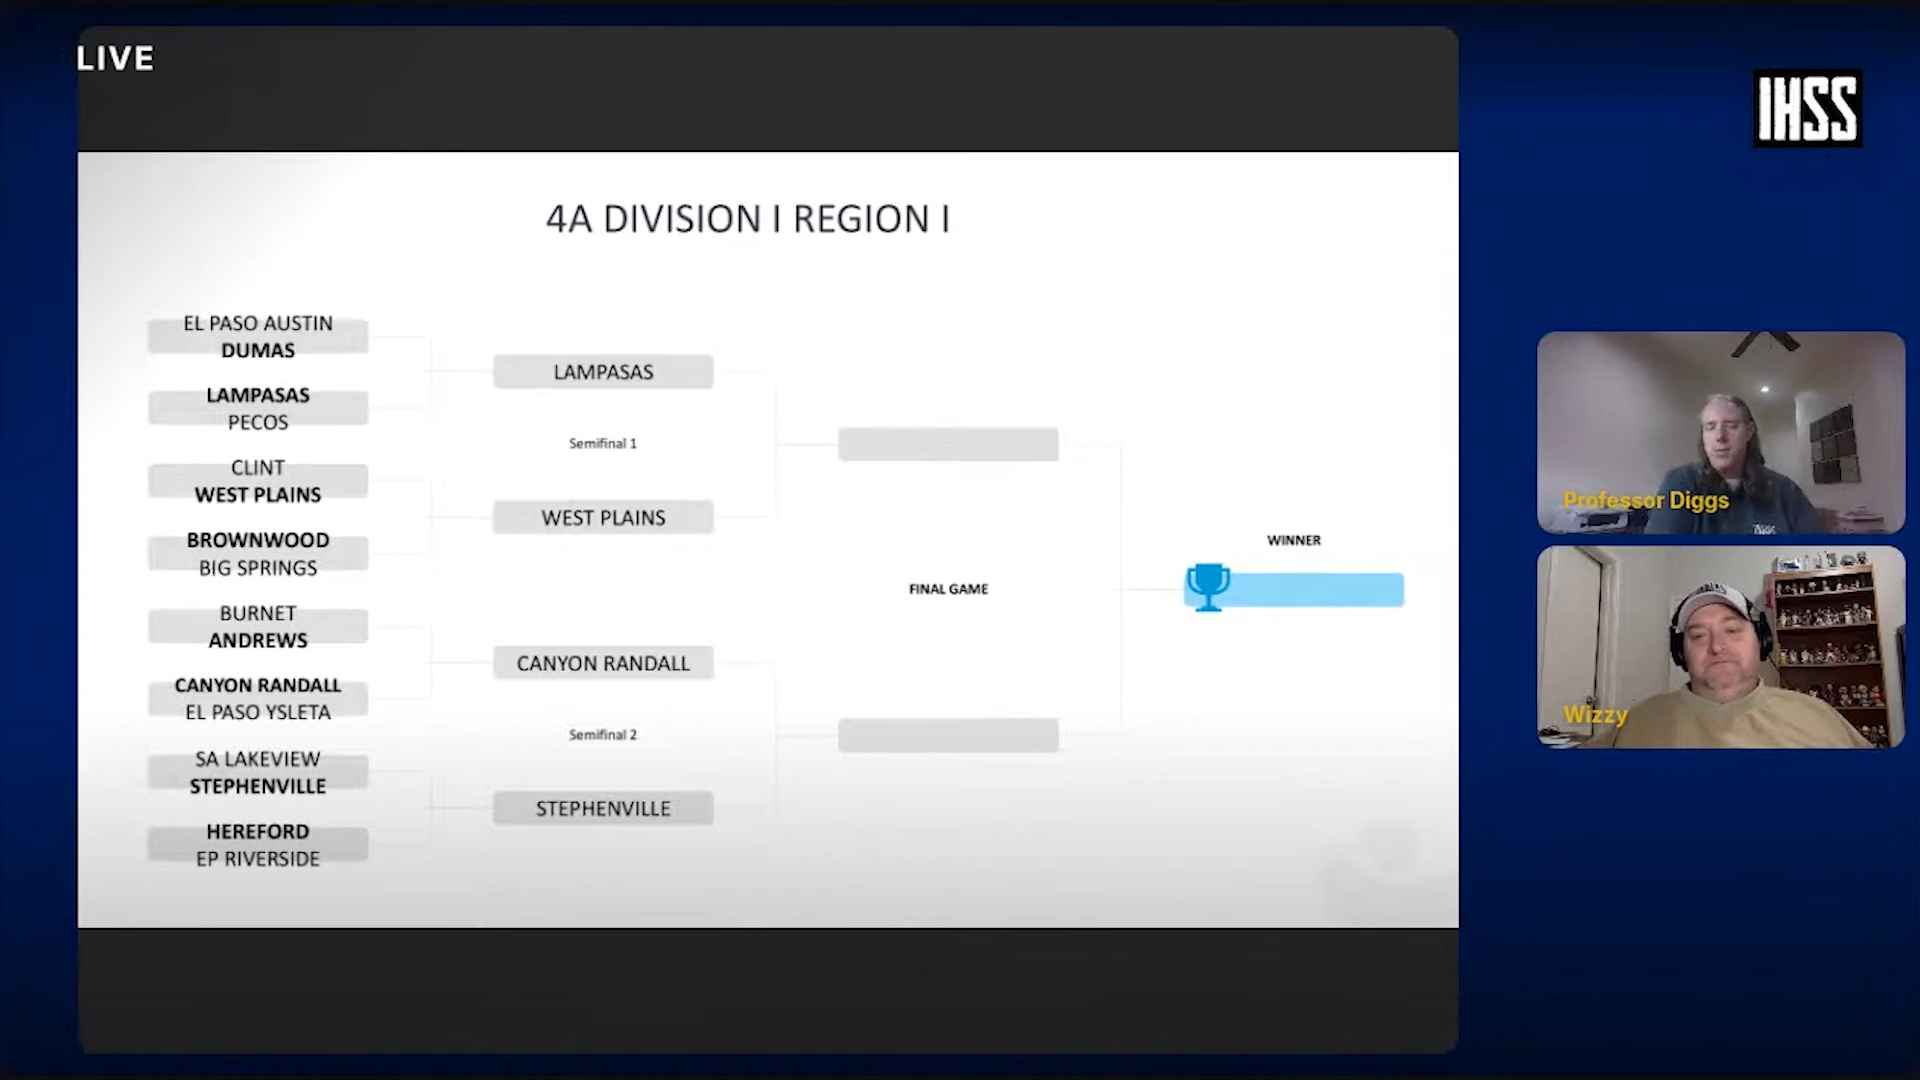 LIVE
IHSS
4A DIVISION I REGION I
EL PASO AUSTIN
DUMAS
LAMPASAS
PECOS
CLINT
WEST PLAINS
BROWNWOOD
BIG SPRINGS
BURNET
ANDREWS
CANYON RANDALL
EL PASO YSLETA
SA LAKEVIEW
STEPHENVILLE
HEREFORD
EP RIVERSIDE
LAMPASAS
Semifinal 1
WEST PLAINS
CANYON RANDALL
Semifinal 2
STEPHENVILLE
FINAL GAME
WINNER
Professor Diggs
Wizzy